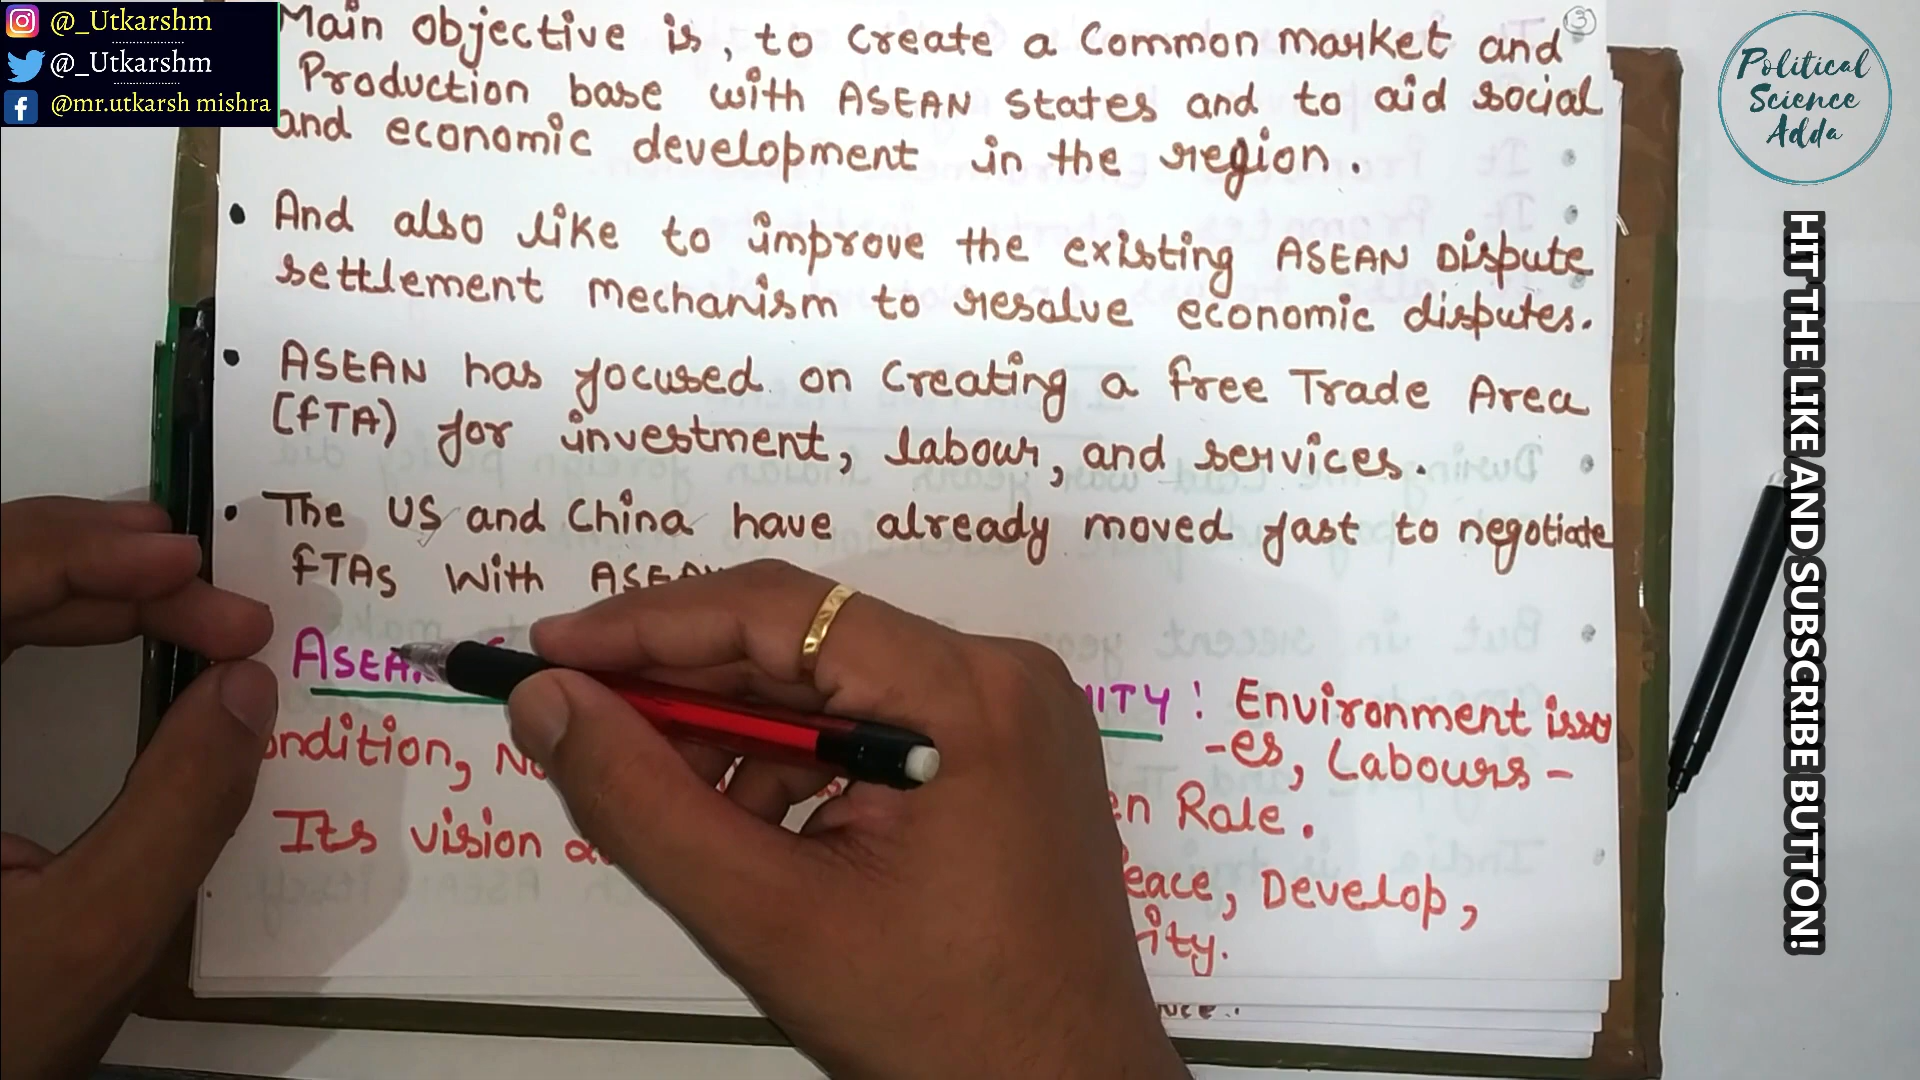 @_Utkarshm
@_Utkarshm
@mr.utkarsh mishra
3
Main objective is, to create a Common market and
Production base with ASEAN States and to aid social
and economic development in the region.
• And also like to improve the existing ASEAN Dispute
settlement mechanism to resolve economic disputes.
• ASEAN has focused on Creating a free Trade Area
(FTA) for investment, labour, and services.
• The US and China have already moved fast to negotiate
FTAs With
: Environment issu
-es, Labours-
Role.
Its vision
Develop,
Political
Science
Adda
HIT THE LIKE AND SUBSCRIBE BUTTON!